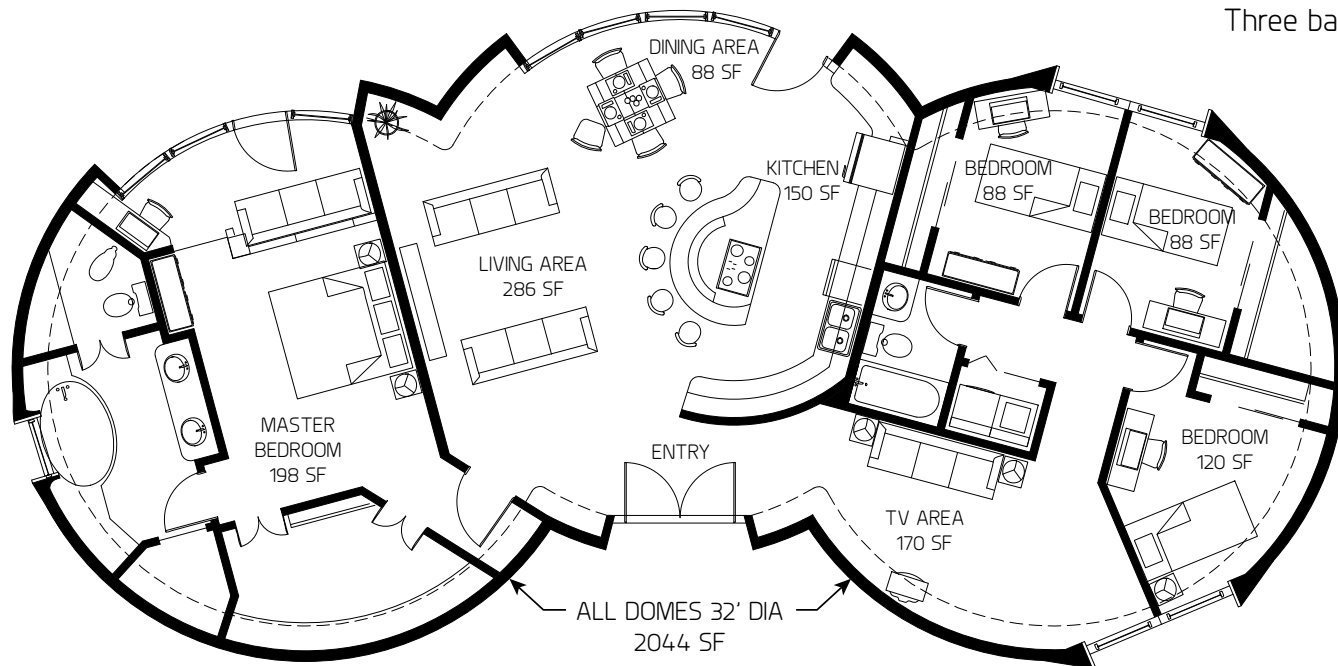 Three ba
DINING AREA
88 SF
KITCHEN
150 SF
BEDROOM
88 SF
BEDROOM
88 SF
LIVING AREA
286 SF
MASTER
BEDROOM
198 SF
ENTRY
BEDROOM
120 SF
TV AREA
170 SF
ALL DOMES 32' DIA
2044 SF